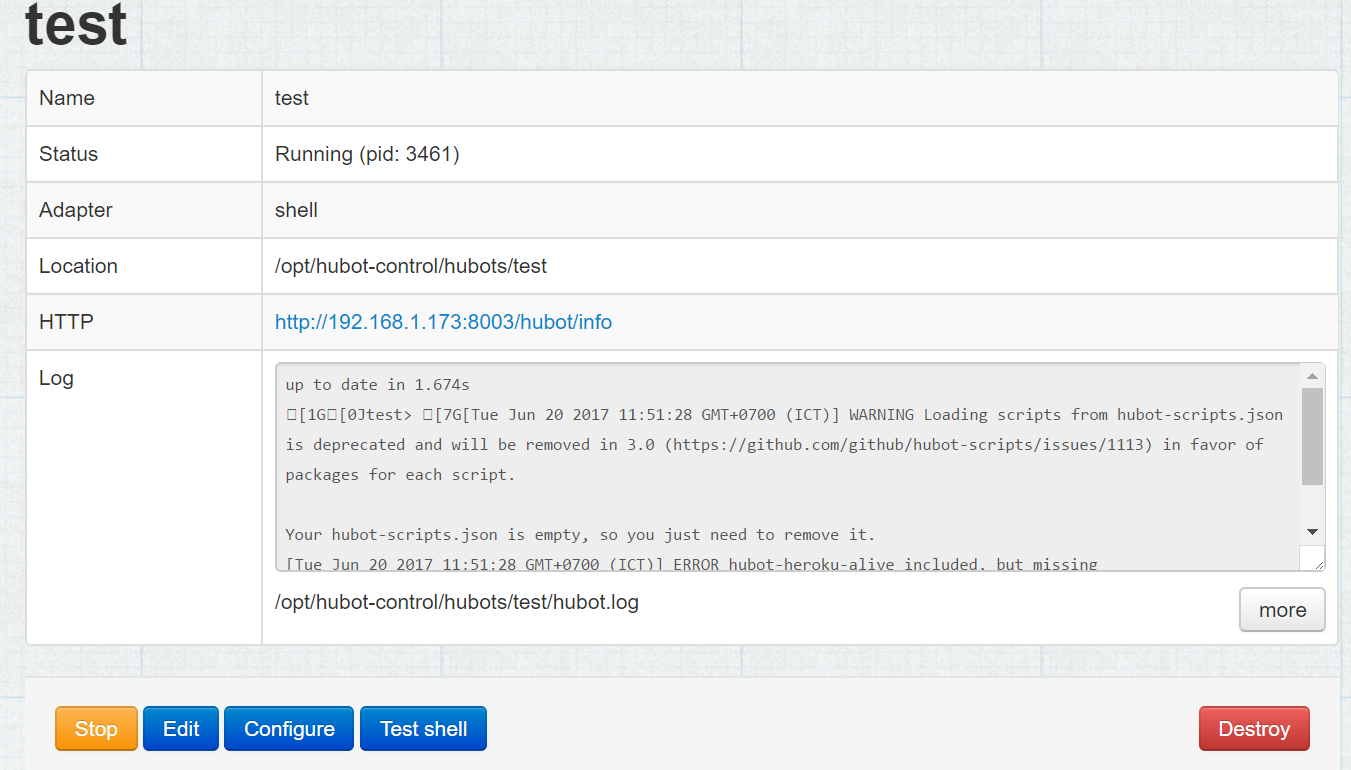 test
Name test
Status Running (pid: 3461)
Adapter shell
Location /opt/hubot-control/hubots/test
HTTP http://192.168.1.173:8003/hubot/info
Log
up to date in 1.674s
□[1G□[0Jtest> □[7G[Tue Jun 20 2017 11:51:28 GMT+0700 (ICT)] WARNING Loading scripts from hubot-scripts.json
is deprecated and will be removed in 3.0 (https://github.com/github/hubot-scripts/issues/1113) in favor of
packages for each script.
Your hubot-scripts.json is empty, so you just need to remove it.
[Tue Jun 20 2017 11:51:28 GMT+0700 (ICT)] ERROR hubot-heroku-alive included, but missing
/opt/hubot-control/hubots/test/hubot.log
more
Stop Edit Configure Test shell Destroy